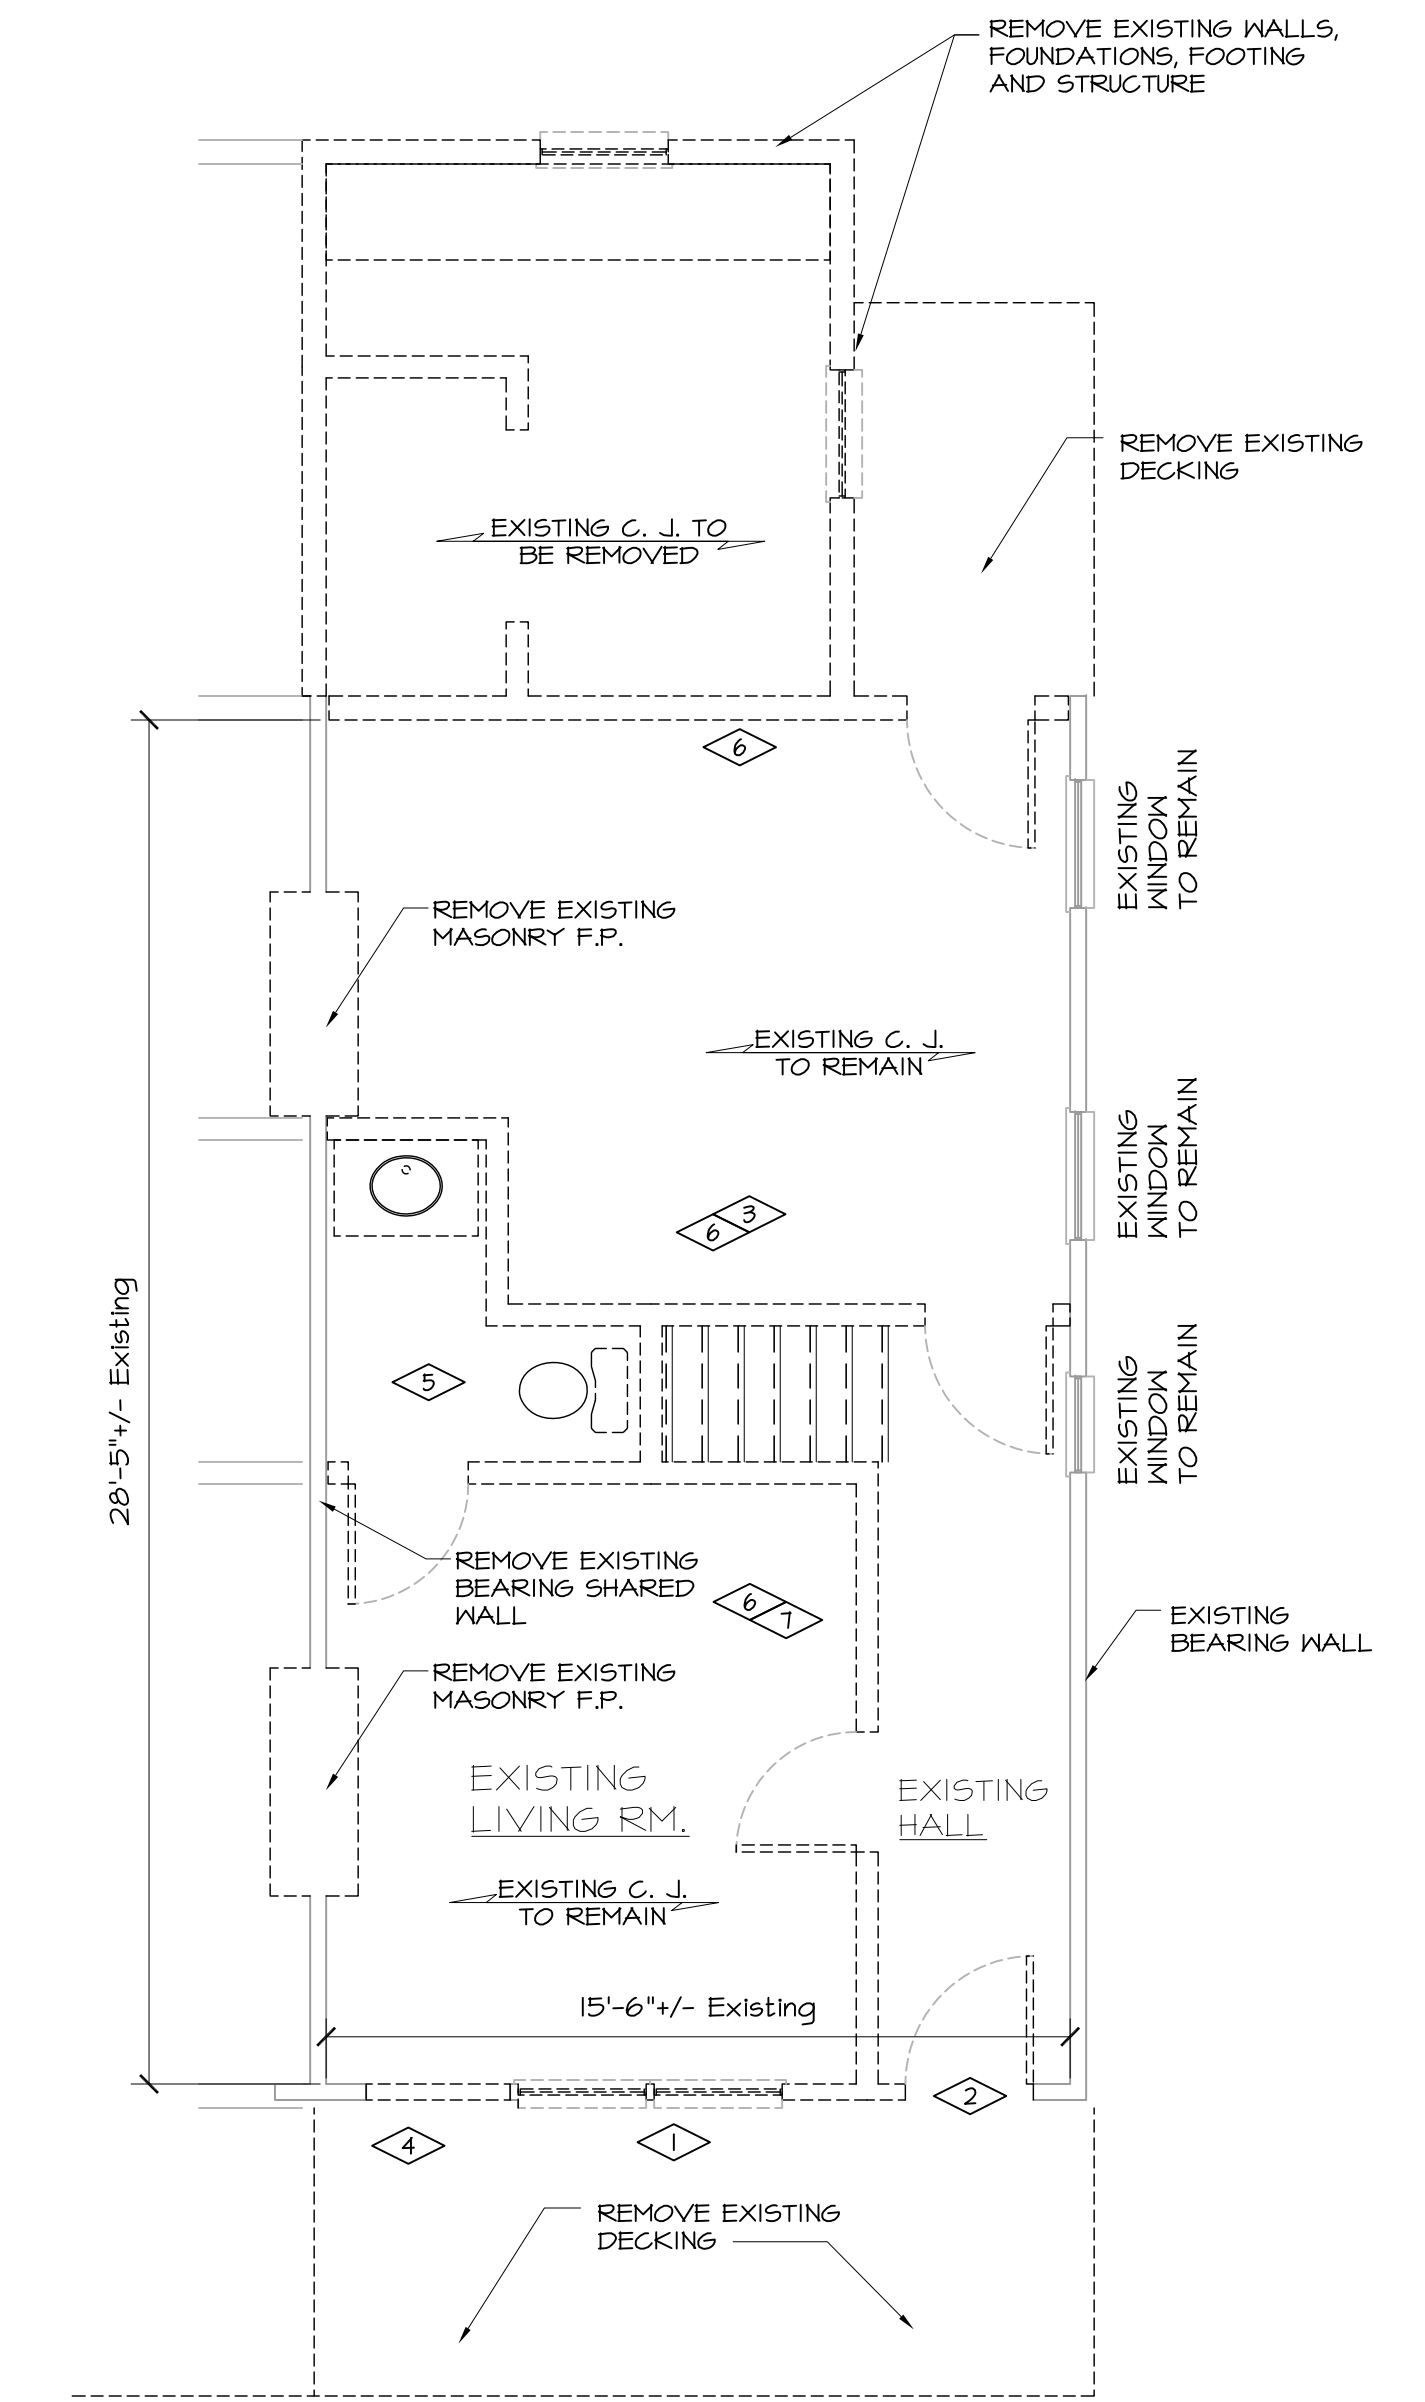 REMOVE EXISTING WALLS,
FOUNDATIONS, FOOTING
AND STRUCTURE
REMOVE EXISTING
DECKING
EXISTING C. J. TO
BE REMOVED
6
EXISTING
WINDOW
TO REMAIN
REMOVE EXISTING
MASONRY F.P.
EXISTING C. J.
TO REMAIN
EXISTING
WINDOW
TO REMAIN
3
6
28'-5"+/- Existing
5
EXISTING
WINDOW
TO REMAIN
REMOVE EXISTING
BEARING SHARED
WALL
6
7
EXISTING
BEARING WALL
REMOVE EXISTING
MASONRY F.P.
EXISTING
LIVING RM.
EXISTING
HALL
EXISTING C. J.
TO REMAIN
15'-6"+/- Existing
2
4
1
REMOVE EXISTING
DECKING